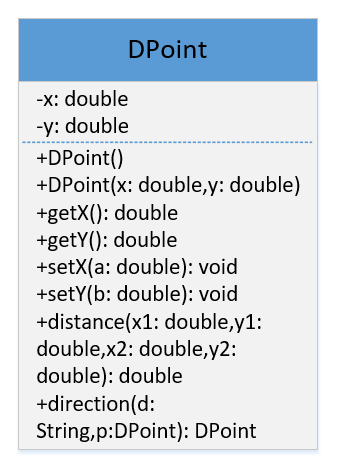 DPoint
-x: double
-y: double
+DPoint()
+DPoint(x: double,y: double)
+getX(): double
+getY(): double
+setX(a: double): void
+setY(b: double): void
+distance(x1: double,y1:
double,x2: double,y2:
double): double
+direction(d:
String,p:DPoint): DPoint